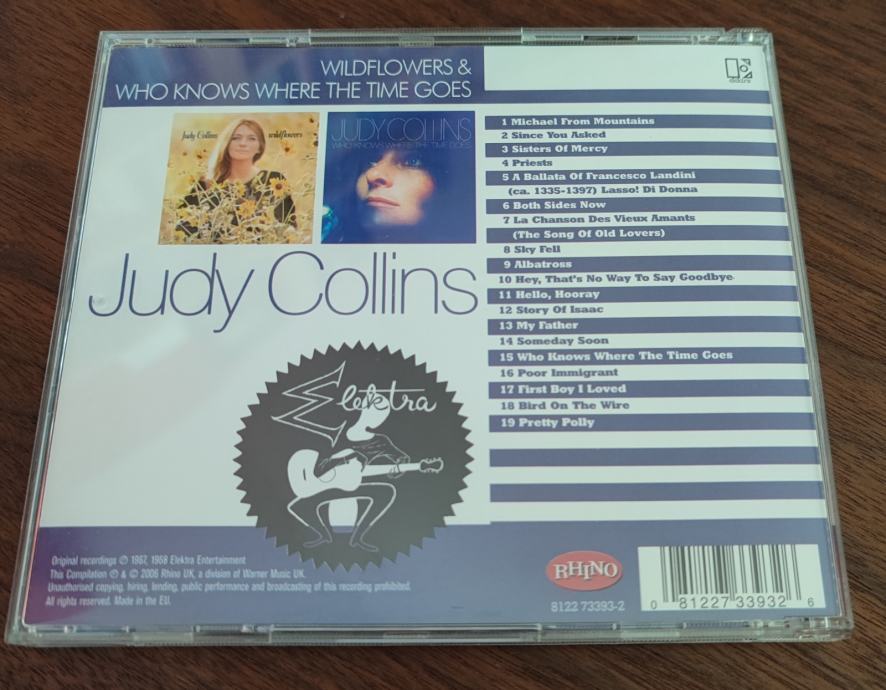 WILDFLOWERS &
WHO KNOWS WHERE THE TIME GOES
elektra
Judy Collins wildflowers
JUDY COLLINS
WHO KNOWS WHERE THE TIME GOES
Judy Collins
1 Michael From Mountains
2 Since You Asked
3 Sisters Of Mercy
4 Priests
5 A Ballata Of Francesco Landini
(ca. 1335-1397) Lasso! Di Donna
6 Both Sides Now
7 La Chanson Des Vieux Amants
(The Song Of Old Lovers)
8 Sky Fell
9 Albatross
10 Hey, That's No Way To Say Goodbye
11 Hello, Hooray
12 Story Of Isaac
13 My Father
14 Someday Soon
15 Who Knows Where The Time Goes
16 Poor Immigrant
17 First Boy I Loved
18 Bird On The Wire
19 Pretty Polly
Elektra
Original recordings ℗ 1967, 1968 Elektra Entertainment
This Compilation ℗ & © 2006 Rhino UK, a division of Warner Music UK.
Unauthorised copying, hiring, lending, public performance and broadcasting of this recording prohibited.
All rights reserved. Made in the EU.
RHINO
8122 73393-2
0 81227 33932 6